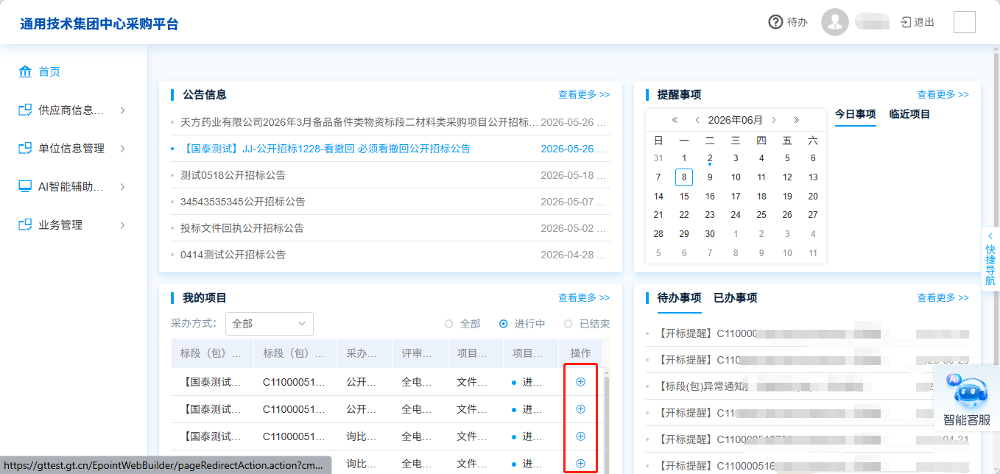 通用技术集团中心采购平台
待办
退出
首页
供应商信息...
单位信息管理
AI智能辅助...
业务管理
公告信息
查看更多 >>
天方药业有限公司2026年3月备品备件类物资标段二材料类采购项目公开招标... 2026-05-26 ...
【国泰测试】JJ-公开招标1228-看撤回 必须看撤回公开招标公告 2026-05-26 ...
测试0518公开招标公告 2026-05-18 ...
34543535345公开招标公告 2026-05-07 ...
投标文件回执公开招标公告 2026-05-02 ...
0414测试公开招标公告 2026-04-28 ...
提醒事项
查看更多 >>
« ‹ 2026年06月 › »
日 一 二 三 四 五 六
31 1 2 3 4 5 6
7 8 9 10 11 12 13
14 15 16 17 18 19 20
21 22 23 24 25 26 27
28 29 30 1 2 3 4
5 6 7 8 9 10 11
今日事项 临近项目
快捷导航
我的项目
查看更多 >>
采办方式： 全部
全部 进行中 已结束
标段（包）... 标段（包）... 采办... 评审... 项目... 项目... 操作
【国泰测试... C11000051... 公开... 全电... 文件... 进...
【国泰测试... C11000051... 公开... 全电... 文件... 进...
【国泰测试... C11000051... 询比... 全电... 文件... 进...
询比... 全电... 文件... 进...
待办事项 已办事项
查看更多 >>
【开标提醒】C110000
【开标提醒】C110
【标段(包)异常通知】
【开标提醒】C11
【开标提醒】C110000
【开标提醒】C110000516
AI
智能客服
https://gttest.gt.cn/EpointWebBuilder/pageRedirectAction.action?cm...